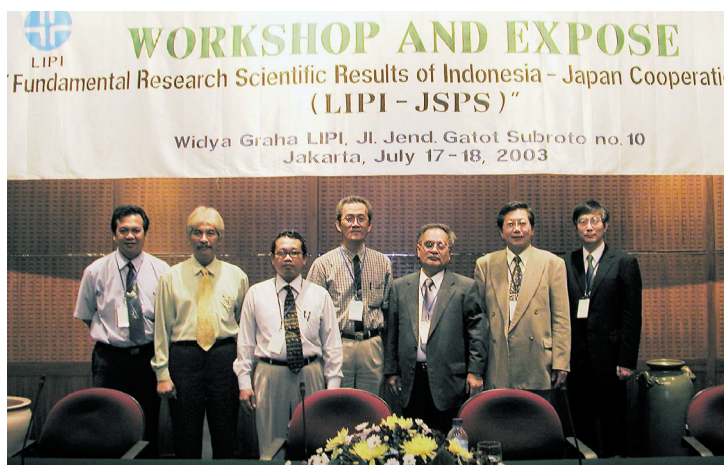 LIPI
WORKSHOP AND EXPOSE
Fundamental Research Scientific Results of Indonesia - Japan
(LIPI - JSPS)"
Widya Graha LIPI, Jl. Jend. Gatot Subroto no. 10
Jakarta, July 17-18, 2003